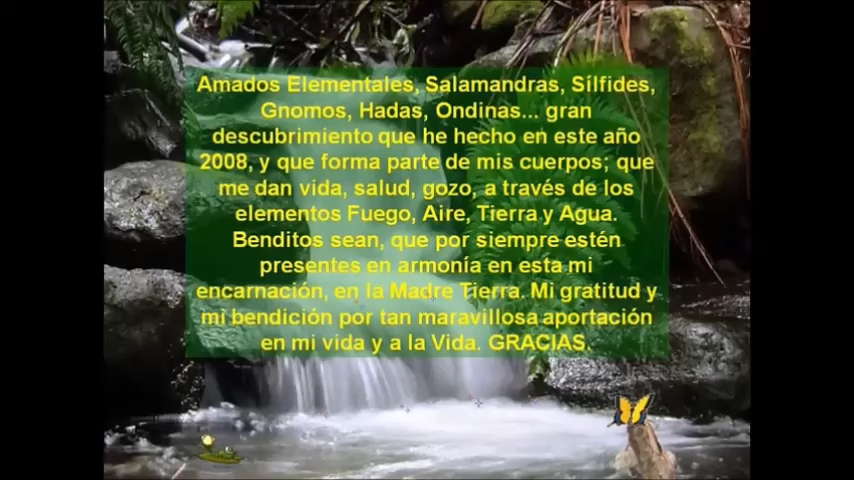 Amados Elementales, Salamandras, Sílfides,
Gnomos, Hadas, Ondinas... gran
descubrimiento que he hecho en este año
2008, y que forma parte de mis cuerpos; que
me dan vida, salud, gozo, a través de los
elementos Fuego, Aire, Tierra y Agua.
Benditos sean, que por siempre estén
presentes en armonía en esta mi
encarnación, en la Madre Tierra. Mi gratitud y
mi bendición por tan maravillosa aportación
en mi vida y a la Vida. GRACIAS.